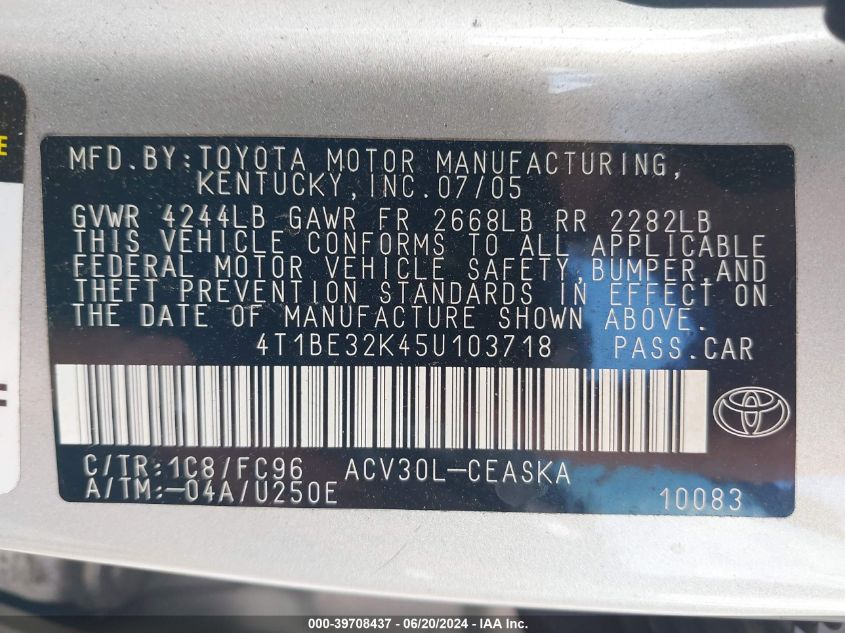 E
MFD.BY:TOYOTA MOTOR MANUFACTURING,
KENTUCKY,INC.07/05
GVWR 4244LB GAWR FR 2668LB RR 2282LB
THIS VEHICLE CONFORMS TO ALL APPLICABLE
FEDERAL MOTOR VEHICLE SAFETY,BUMPER,AND
THEFT PREVENTION STANDARDS IN EFFECT ON
THE DATE OF MANUFACTURE SHOWN ABOVE.
4T1BE32K45U103718 PASS.CAR
C/TR:1C8/FC96 ACV30L-CEASKA
A/TM:-04A/U250E 10083
000-39708437 - 06/20/2024 - IAAI.com